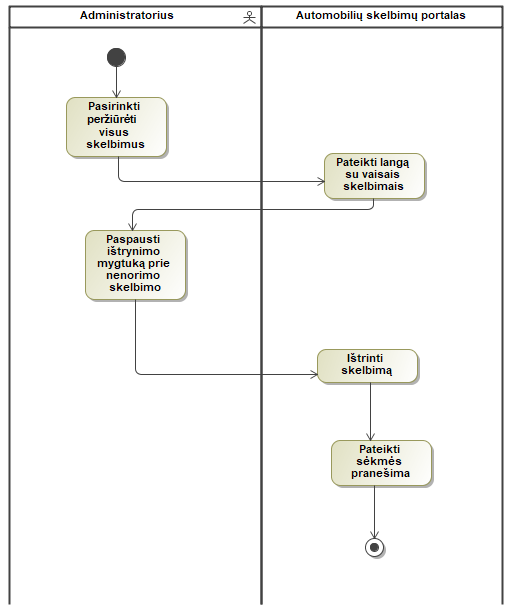 Administratorius
Automobilių skelbimų portalas
Pasirinkti
peržiūrėti
visus
skelbimus
Pateikti langą
su vaisais
skelbimais
Paspausti
ištrynimo
mygtuką prie
nenorimo
skelbimo
Ištrinti
skelbimą
Pateikti
sėkmės
pranešima